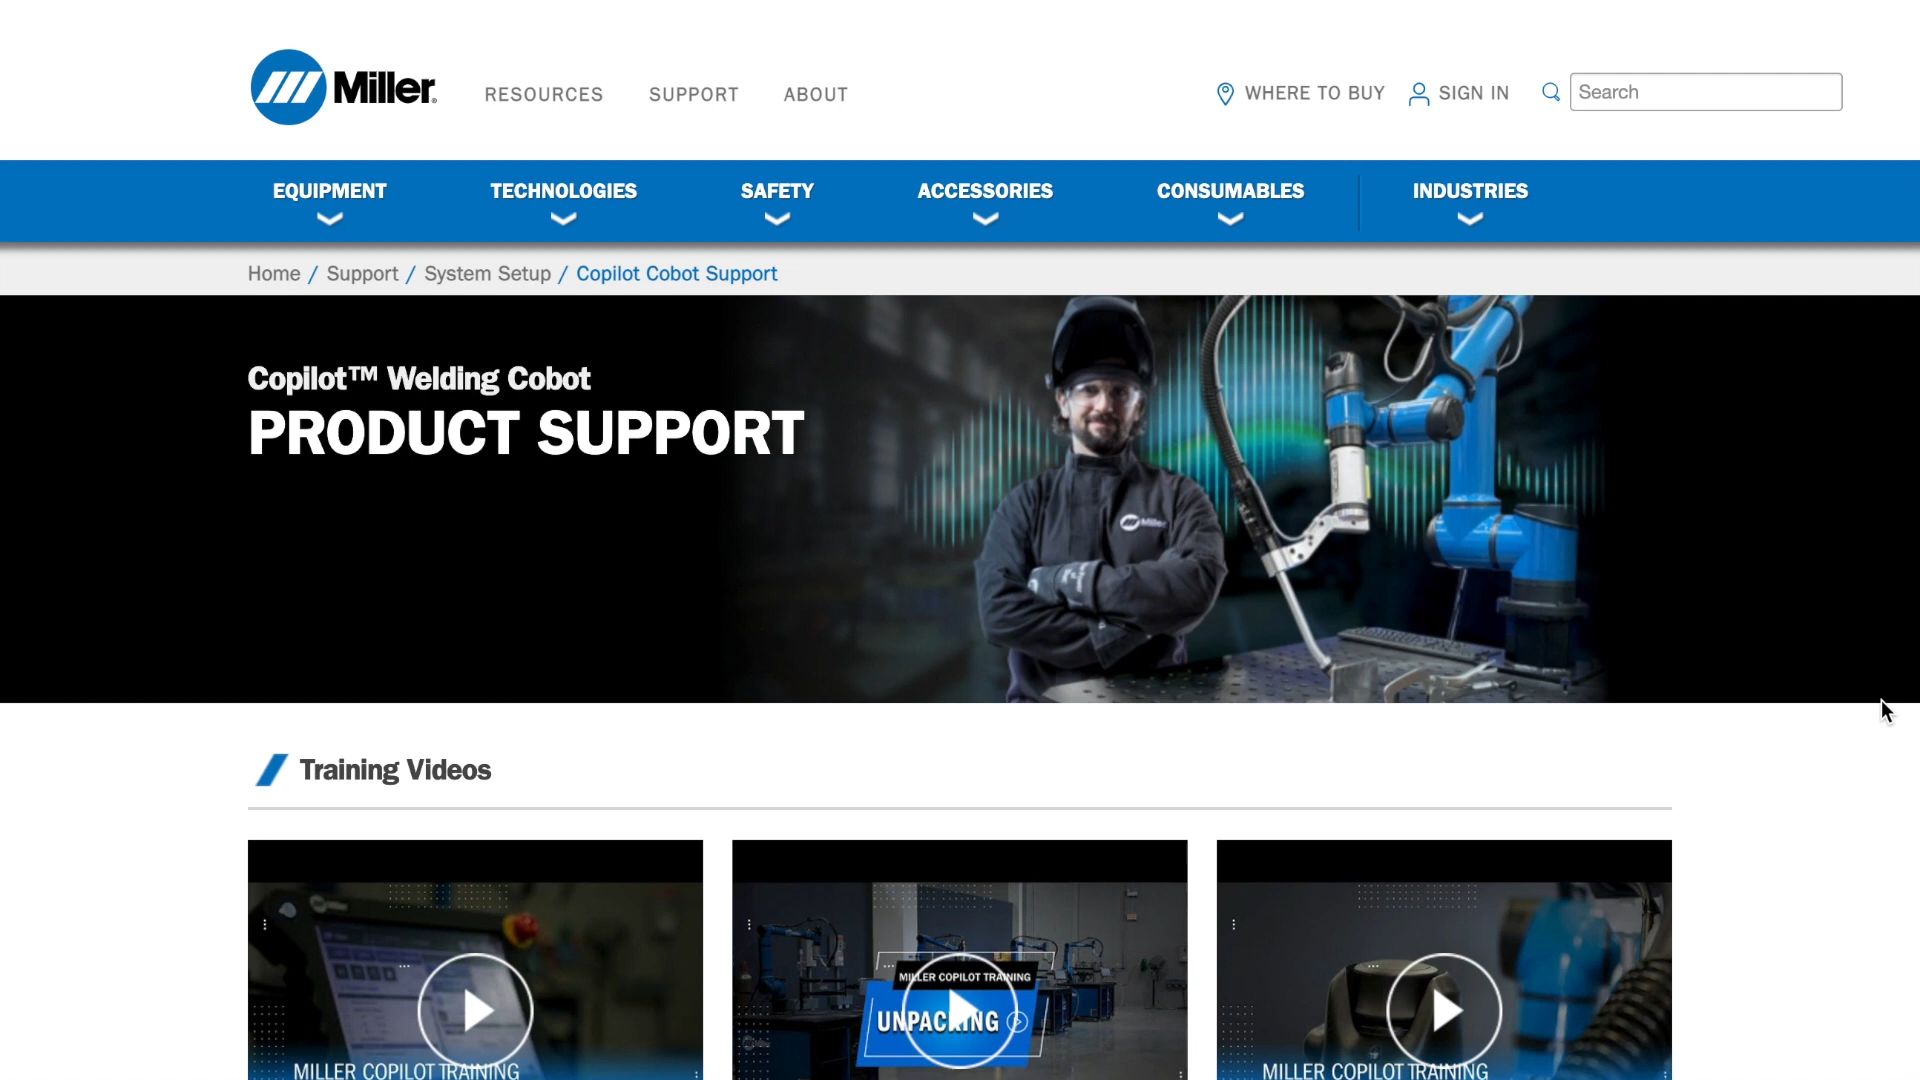 Miller
RESOURCES
SUPPORT
ABOUT
WHERE TO BUY
SIGN IN
Search
EQUIPMENT
TECHNOLOGIES
SAFETY
ACCESSORIES
CONSUMABLES
INDUSTRIES
Home / Support / System Setup / Copilot Cobot Support
Copilot™ Welding Cobot
PRODUCT SUPPORT
Miller
Training Videos
MILLER COPILOT TRAINING
MILLER COPILOT TRAINING
UNPACKING
MILLER COPILOT TRAINING